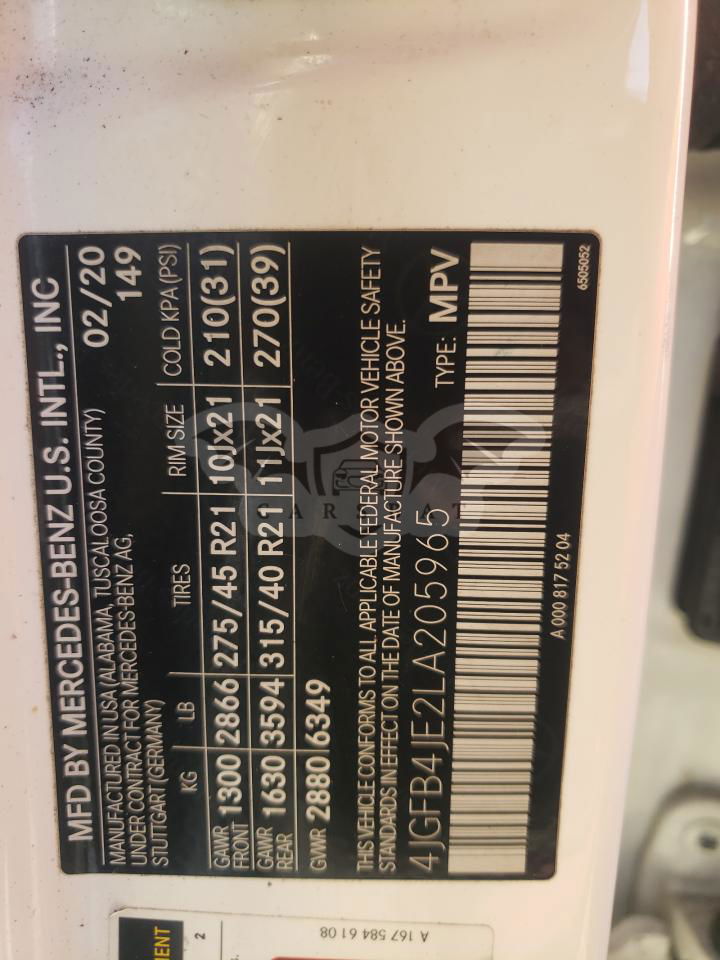 MFD BY MERCEDES-BENZ U.S. INTL., INC
MANUFACTURED IN USA (ALABAMA, TUSCALOOSA COUNTY) 02/20
UNDER CONTRACT FOR MERCEDES-BENZ AG, 149
STUTTGART (GERMANY)
KG LB TIRES RIM SIZE COLD KPA (PSI)
GAWR FRONT 1300 2866 275/45 R21 10Jx21 210(31)
GAWR REAR 1630 3594 315/40 R21 11Jx21 270(39)
GVWR 2880 6349
THIS VEHICLE CONFORMS TO ALL APPLICABLE FEDERAL MOTOR VEHICLE SAFETY
STANDARDS IN EFFECT ON THE DATE OF MANUFACTURE SHOWN ABOVE.
4JGFB4JE2LA205965 TYPE: MPV
A 000 817 52 04
6505052
2
A 167 584 61 08